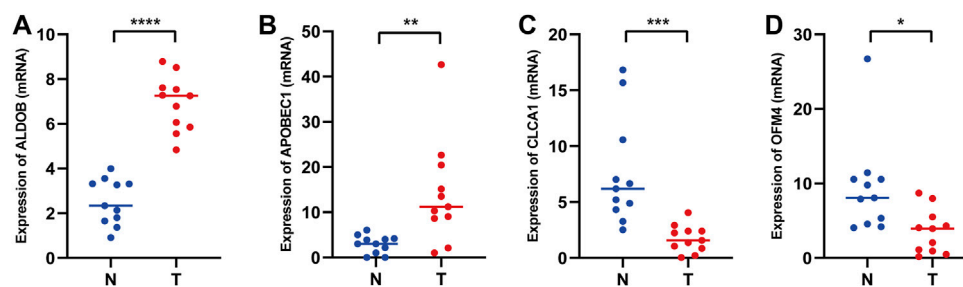 A
Expression of ALDOB (mRNA)
10
8
6
4
2
0
****
N T
B
Expression of APOBEC1 (mRNA)
50
40
30
20
10
0
**
N T
C
Expression of CLCA1 (mRNA)
20
15
10
5
0
***
N T
D
Expression of OFM4 (mRNA)
30
20
10
0
*
N T